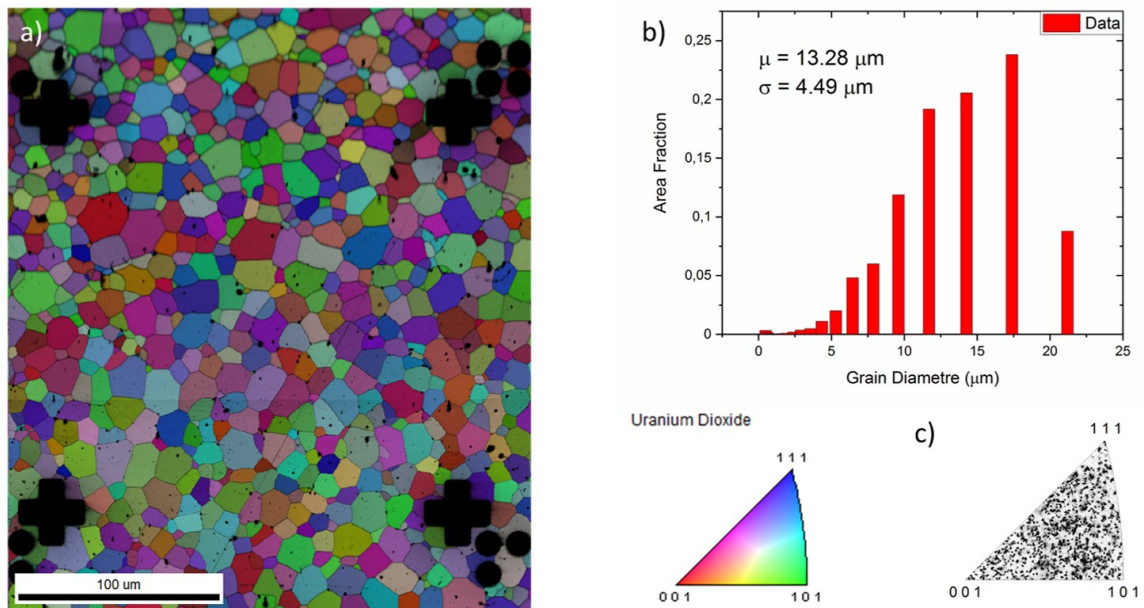 a)
100 um
b)
Data
μ = 13.28 μm
σ = 4.49 μm
0,25
0,2
0,15
0,1
0,05
0
Area Fraction
0 5 10 15 20 25
Grain Diametre (μm)
Uranium Dioxide
c)
1 1 1
0 0 1
1 0 1
1 1 1
0 0 1
1 0 1